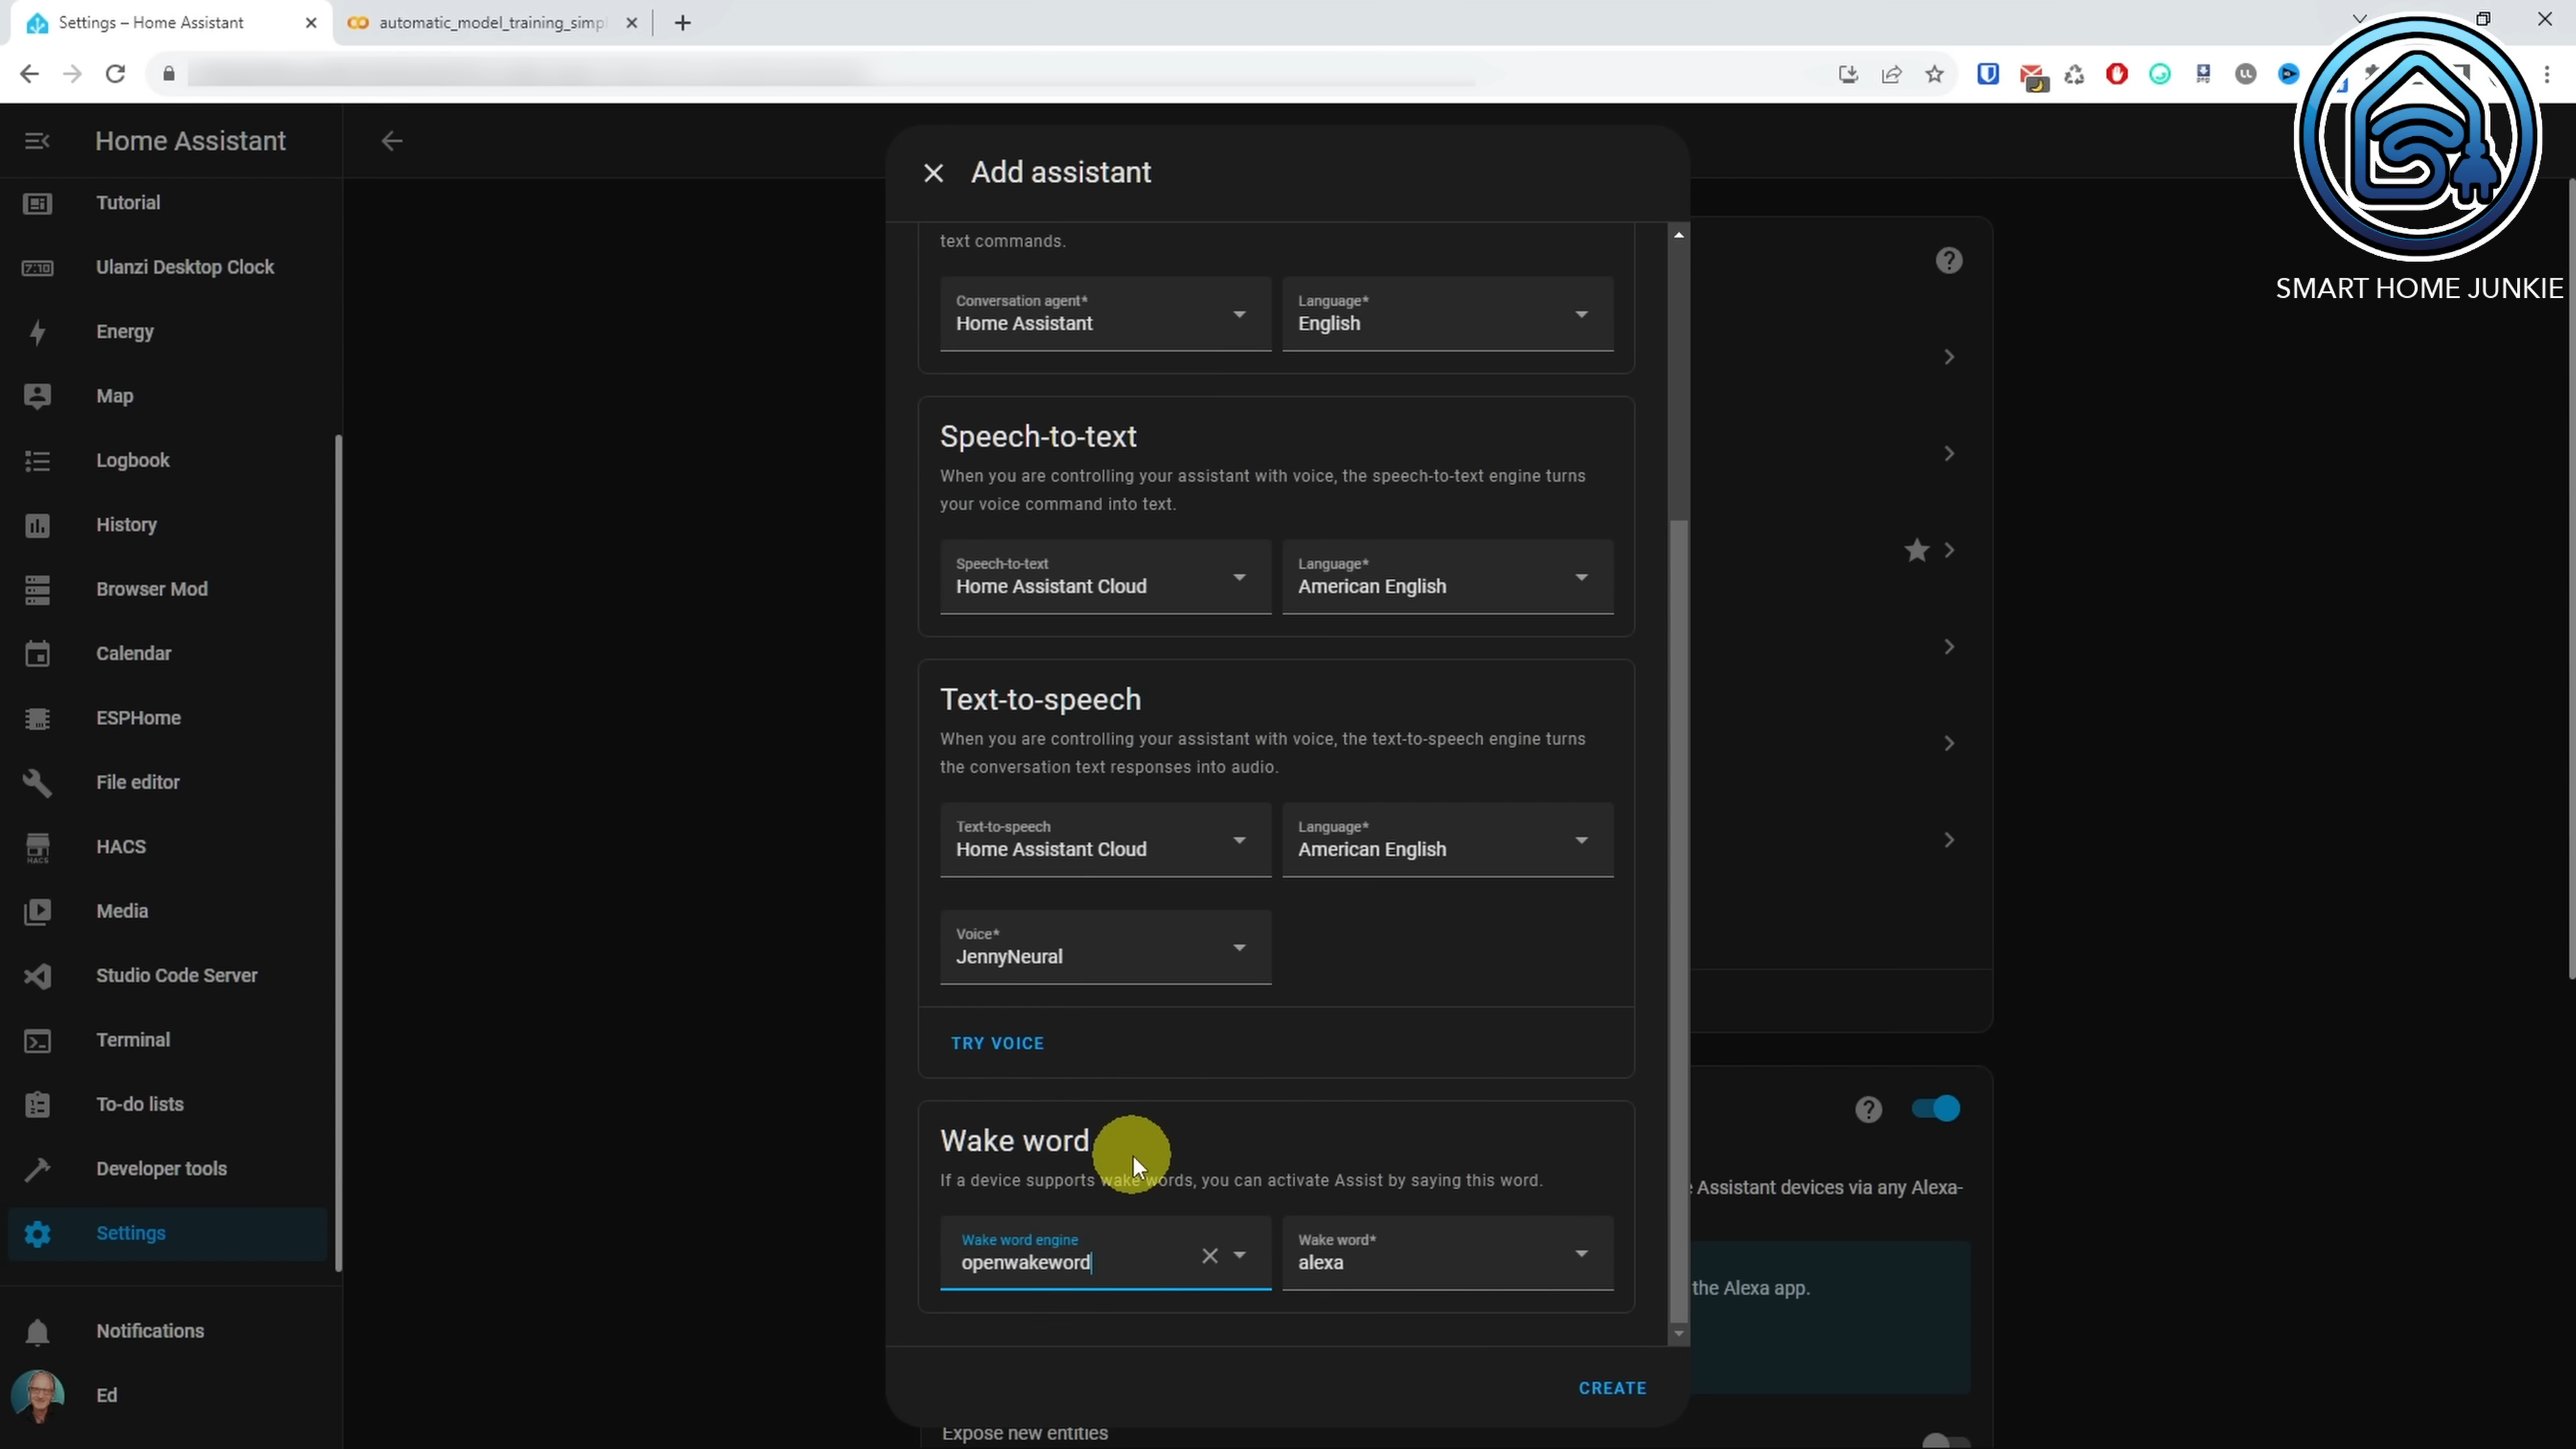 Settings – Home Assistant
automatic_model_training_simp
Home Assistant
Tutorial
7:10
Ulanzi Desktop Clock
Energy
Map
Logbook
History
Browser Mod
Calendar
ESPHome
File editor
HACS
HACS
Media
Studio Code Server
Terminal
To-do lists
Developer tools
Settings
Notifications
Ed
Add assistant
text commands.
Conversation agent*
Home Assistant
Language*
English
Speech-to-text
When you are controlling your assistant with voice, the speech-to-text engine turns
your voice command into text.
Speech-to-text
Home Assistant Cloud
Language*
American English
Text-to-speech
When you are controlling your assistant with voice, the text-to-speech engine turns
the conversation text responses into audio.
Text-to-speech
Home Assistant Cloud
Language*
American English
Voice*
JennyNeural
TRY VOICE
Wake word
If a device supports wake words, you can activate Assist by saying this word.
Wake word engine
openwakeword
Wake word*
alexa
CREATE
Assistant devices via any Alexa-
the Alexa app.
Expose new entities
SMART HOME JUNKIE